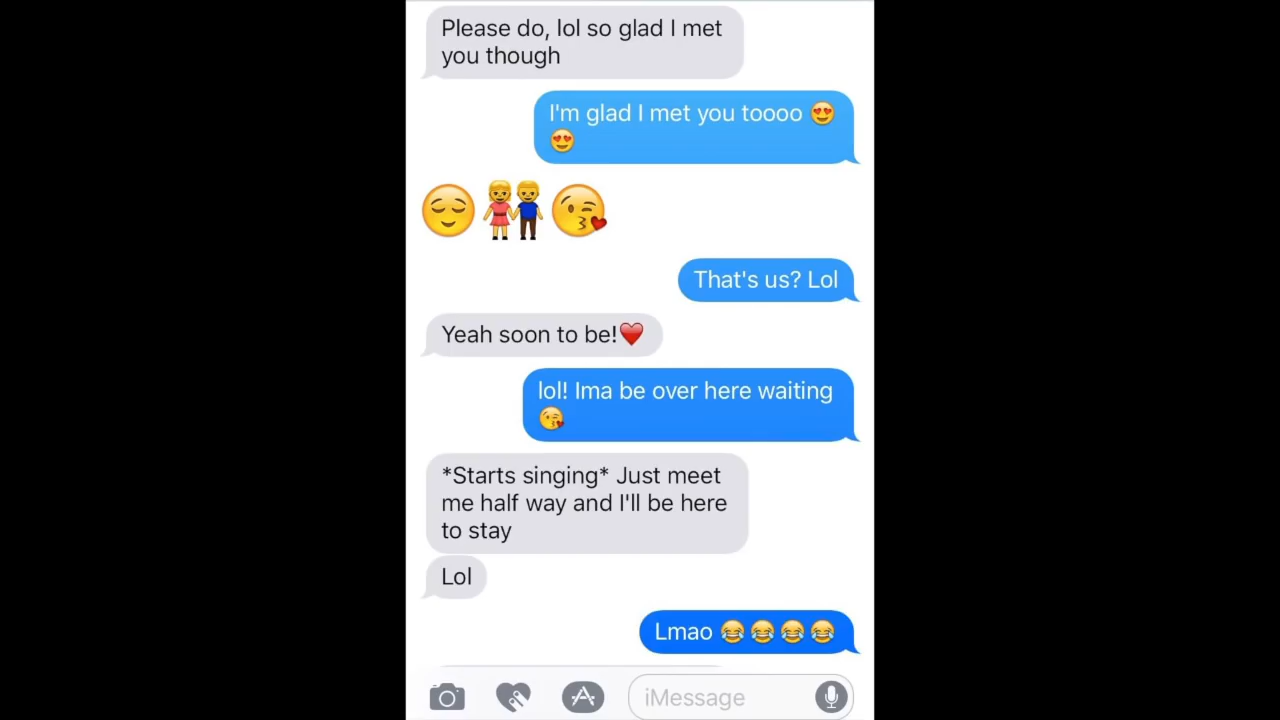 Please do, lol so glad I met
you though
I'm glad I met you toooo 😍
😍
😌👫😘
That's us? Lol
Yeah soon to be!❤️
lol! Ima be over here waiting
😘
*Starts singing* Just meet
me half way and I'll be here
to stay
Lol
Lmao 😂😂😂😂
iMessage